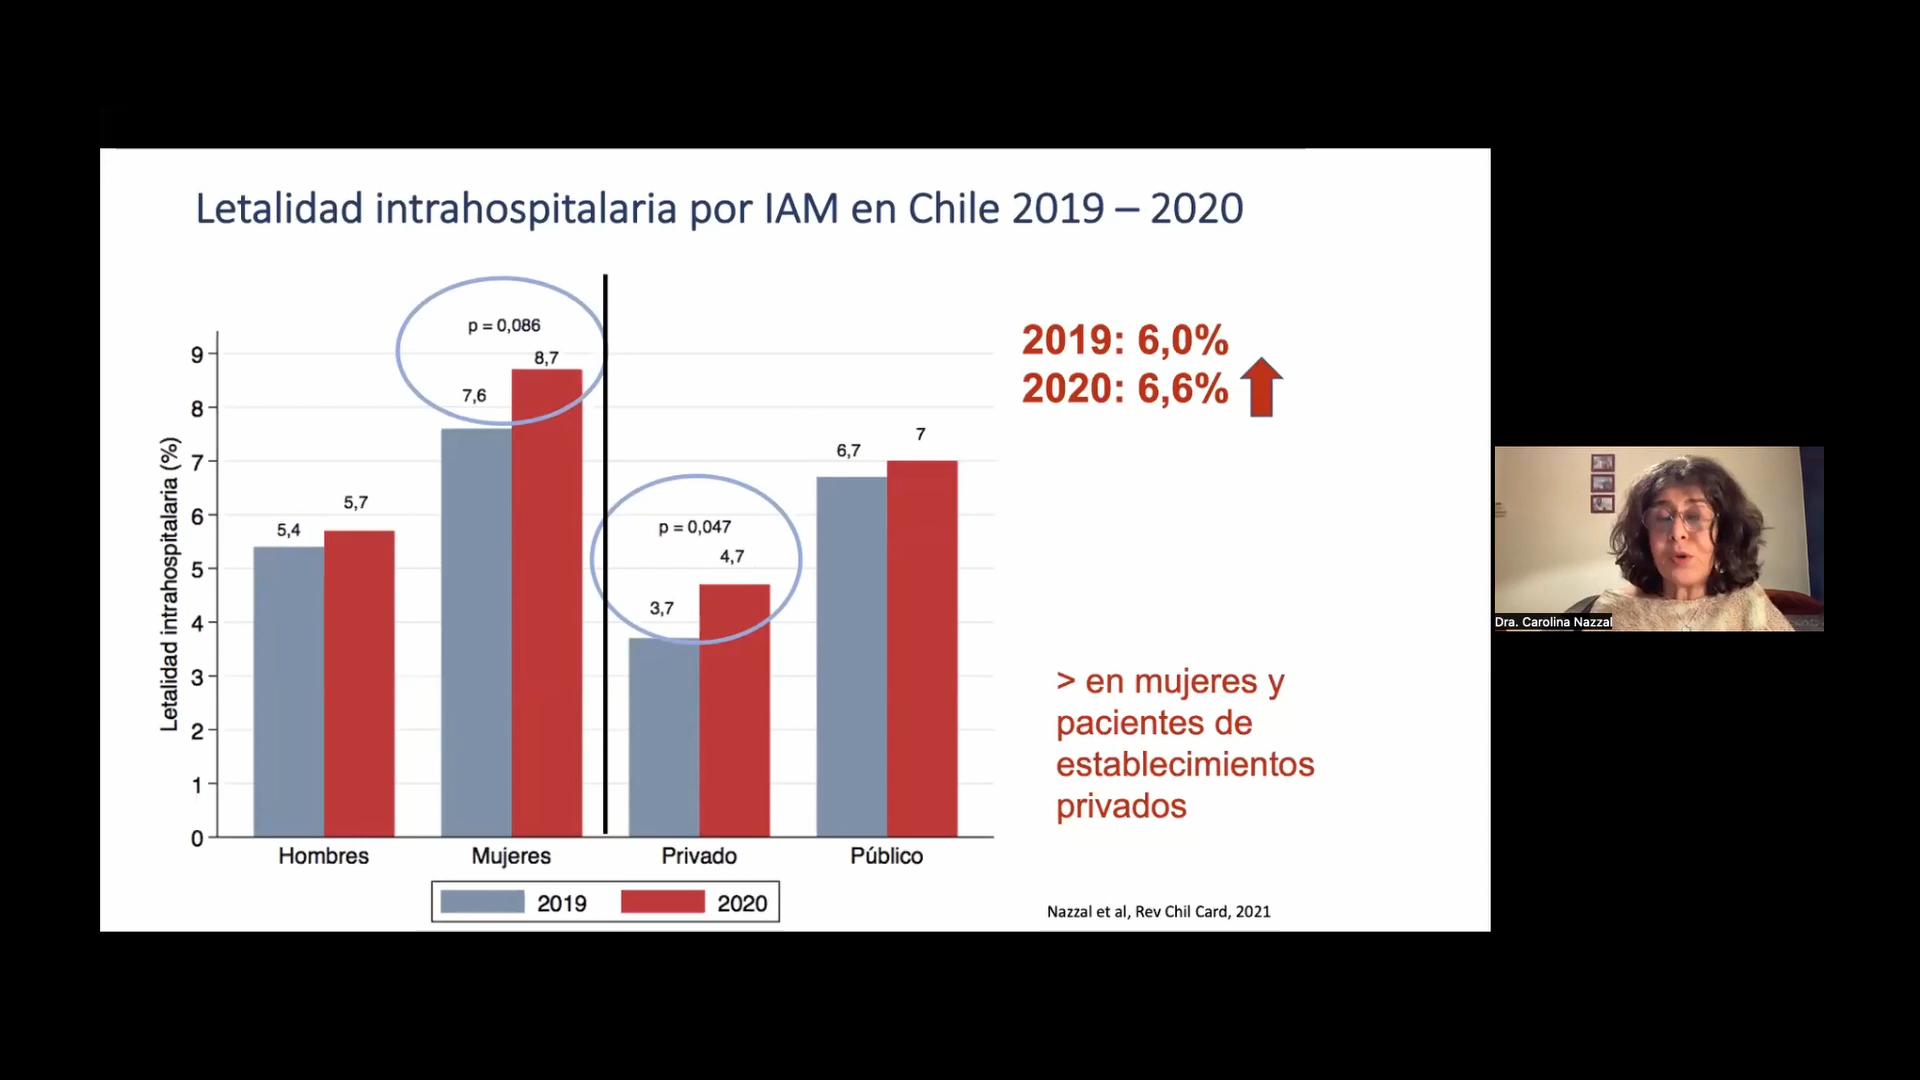 Letalidad intrahospitalaria por IAM en Chile 2019 – 2020
p = 0,086
8,7
7,6
5,4
5,7
p = 0,047
4,7
3,7
6,7
7
9
8
7
6
5
4
3
2
1
0
Letalidad intrahospitalaria (%)
Hombres
Mujeres
Privado
Público
2019
2020
2019: 6,0%
2020: 6,6%
> en mujeres y
pacientes de
establecimientos
privados
Nazzal et al, Rev Chil Card, 2021
Dra. Carolina Nazzal